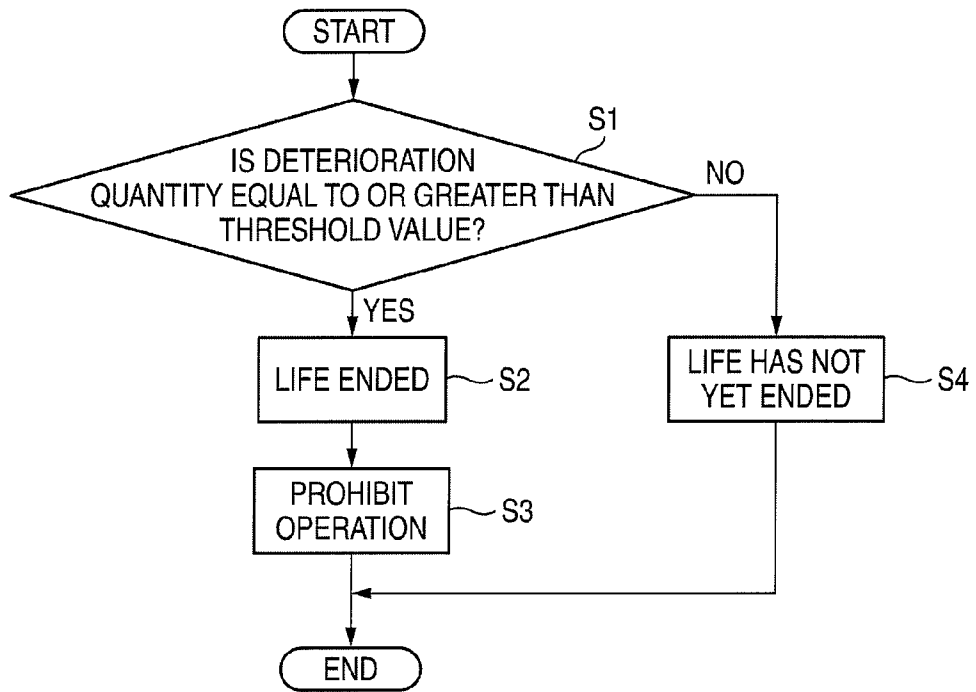 START
S1
IS DETERIORATION
QUANTITY EQUAL TO OR GREATER THAN
THRESHOLD VALUE?
NO
YES
LIFE ENDED
S2
LIFE HAS NOT
YET ENDED
S4
PROHIBIT
OPERATION
S3
END